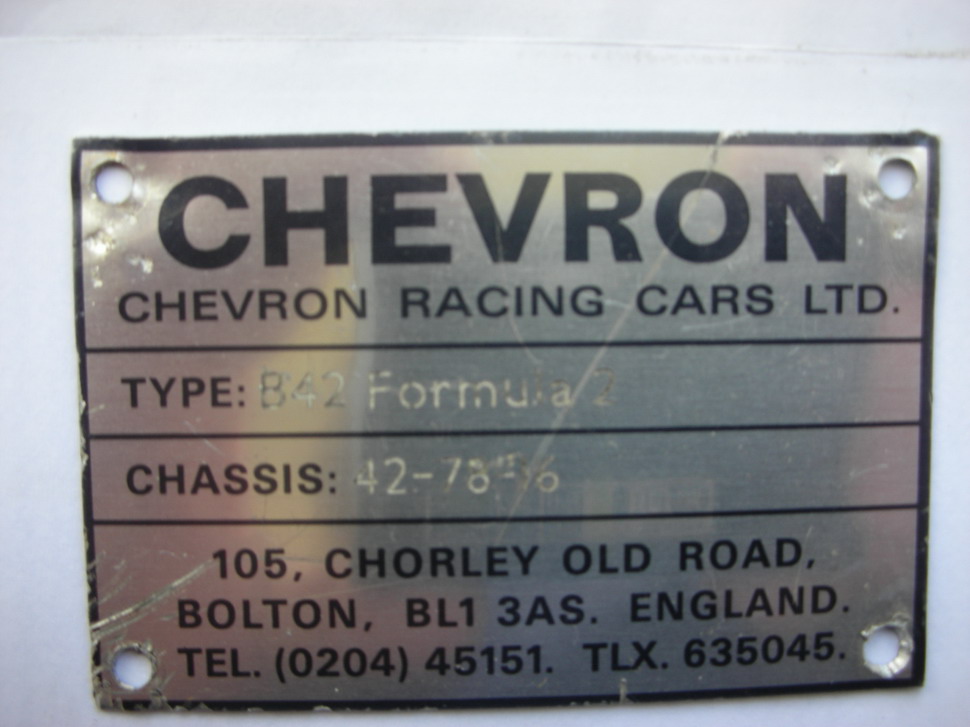 CHEVRON
CHEVRON RACING CARS LTD.
TYPE: B42 Formula 2
CHASSIS: 42-78-
105, CHORLEY OLD ROAD,
BOLTON, BL1 3AS. ENGLAND.
TEL. (0204) 45151. TLX. 635045.